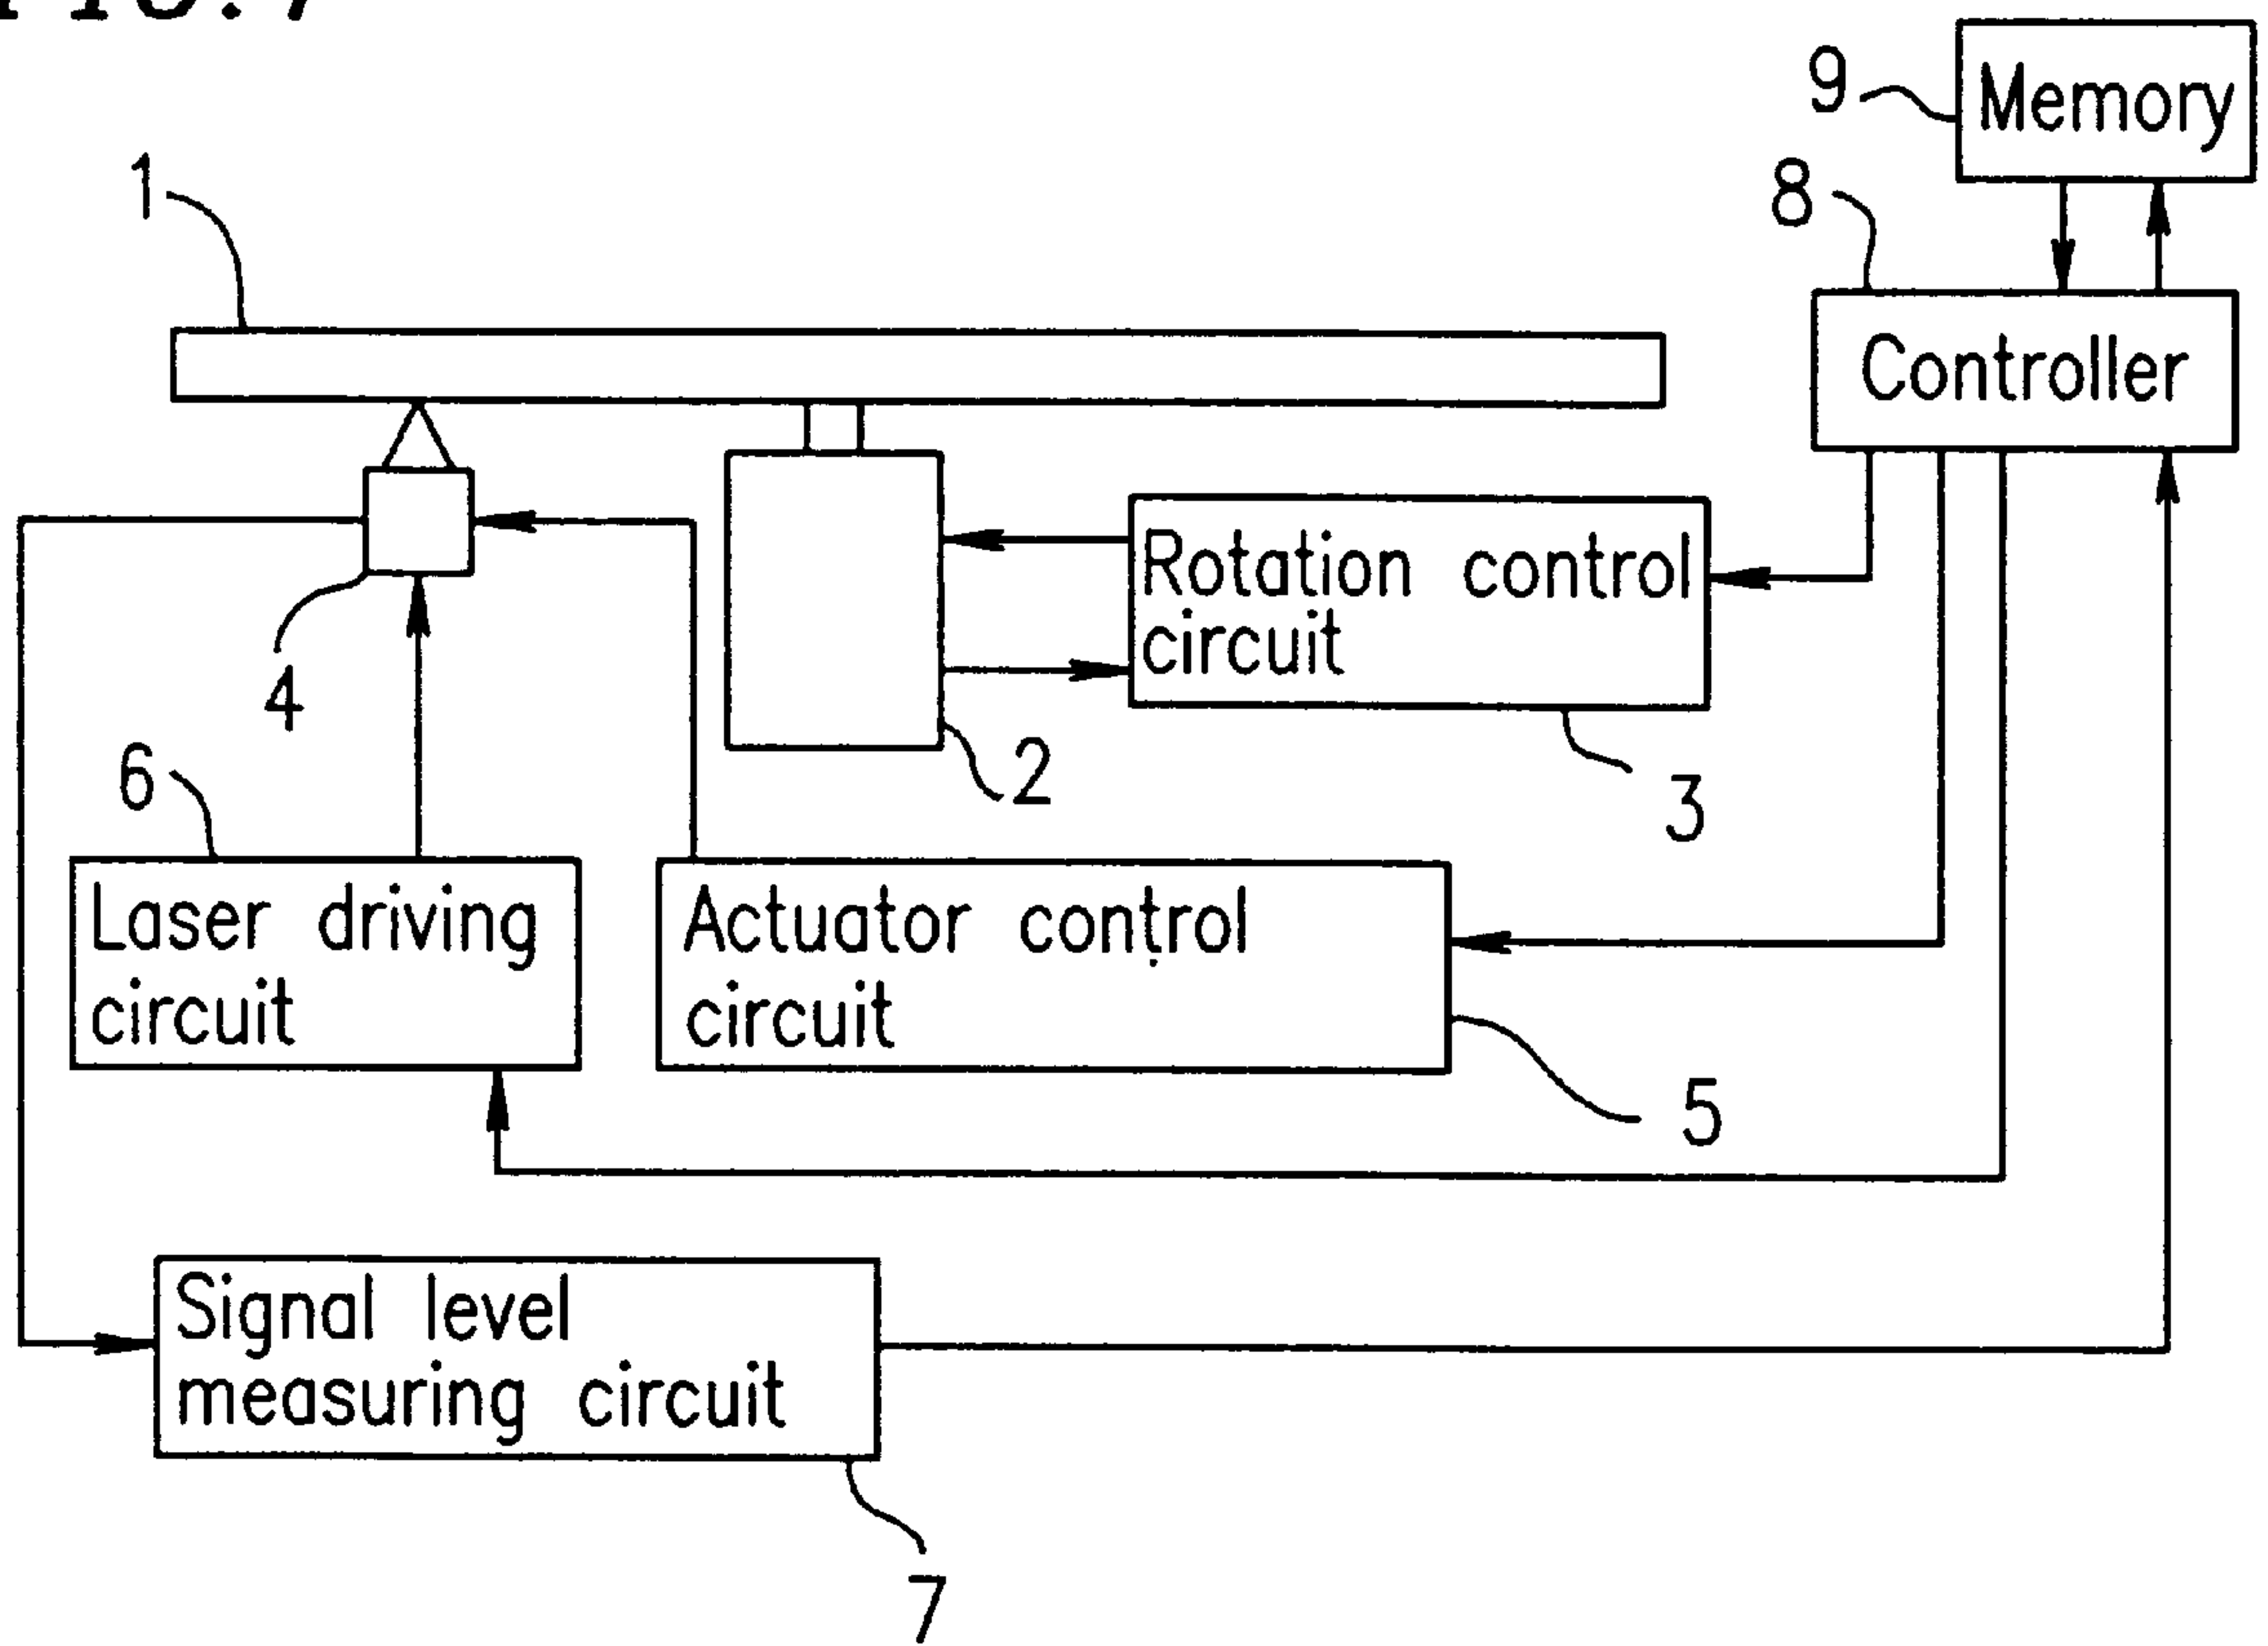 9
Memory
1
8
Controller
Rotation control
circuit
4
2
3
6
Laser driving
circuit
Actuator control
circuit
5
Signal level
measuring circuit
7